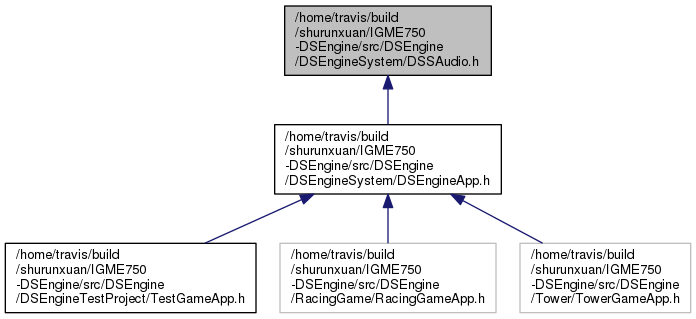 /home/travis/build
/shurunxuan/IGME750
-DSEngine/src/DSEngine
/DSEngineSystem/DSSAudio.h
/home/travis/build
/shurunxuan/IGME750
-DSEngine/src/DSEngine
/DSEngineSystem/DSEngineApp.h
/home/travis/build
/shurunxuan/IGME750
-DSEngine/src/DSEngine
/DSEngineTestProject/TestGameApp.h
/home/travis/build
/shurunxuan/IGME750
-DSEngine/src/DSEngine
/RacingGame/RacingGameApp.h
/home/travis/build
/shurunxuan/IGME750
-DSEngine/src/DSEngine
/Tower/TowerGameApp.h